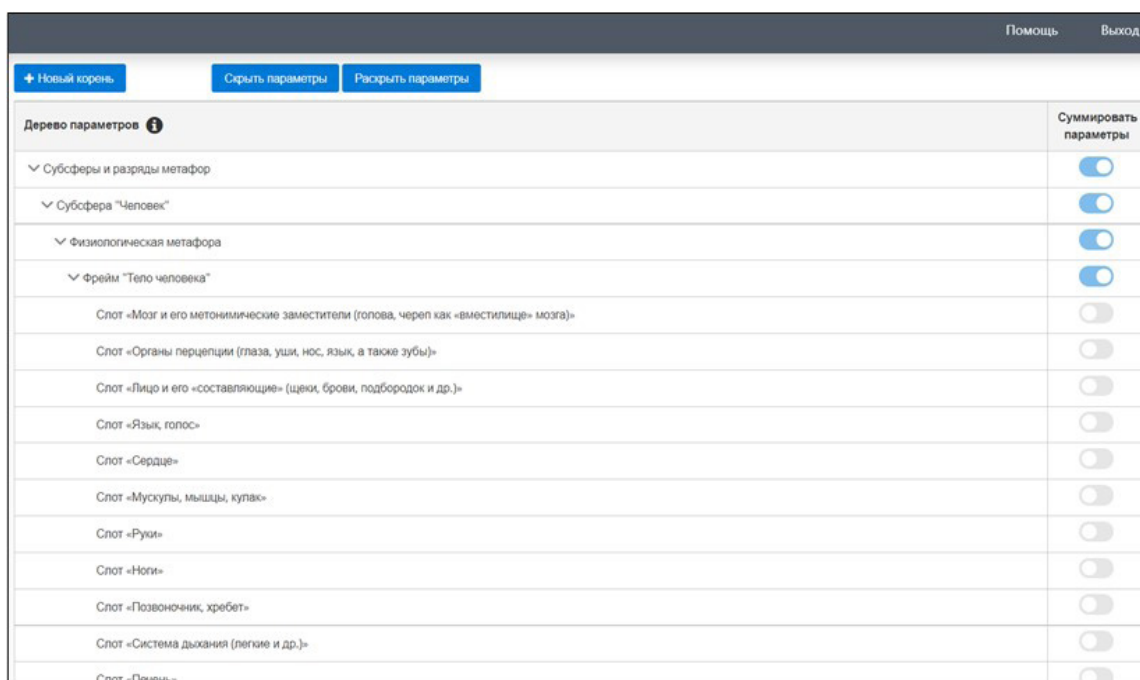 Помощь Выход
+ Новый корень Скрыть параметры Раскрыть параметры
Дерево параметров Суммировать параметры
Субсферы и разряды метафор
Субсфера "Человек"
Физиологическая метафора
Фрейм "Тело человека"
Слот «Мозг и его метонимические заместители (голова, череп как «вместилище» мозга)»
Слот «Органы перцепции (глаза, уши, нос, язык, а также зубы)»
Слот «Лицо и его «составляющие» (щеки, брови, подбородок и др.)»
Слот «Язык, голос»
Слот «Сердце»
Слот «Мускулы, мышцы, кулак»
Слот «Руки»
Слот «Ноги»
Слот «Позвоночник, хребет»
Слот «Система дыхания (легкие и др.)»
Слот «Печень»